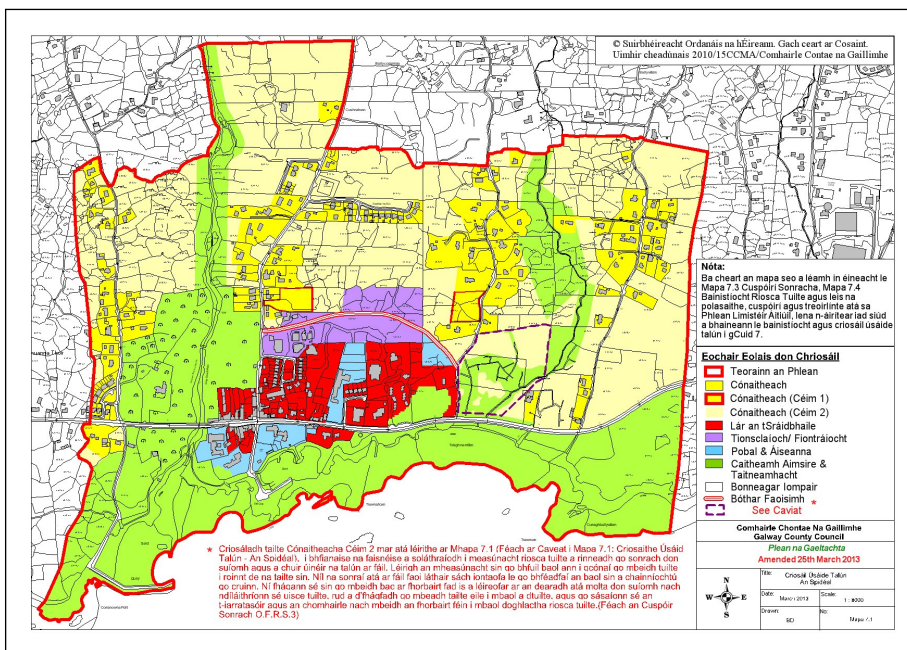 © Suirbhéireacht Ordanáis na hÉireann. Gach ceart ar Cosaint.
Uimhir cheadúnais 2010/15CCMA/Comhairle Contae na Gaillimhe
Nóta:
Ba cheart an mapa seo a léamh in éineacht le
Mapa 7.3 Cuspóirí Sonracha, Mapa 7.4
Bainistíocht Riosca Tuilte agus leis na
polasaithe, cuspóirí agus treoirlínte atá sa
Phlean Limistéir Áitiúil, lena n-áirítear iad siúd
a bhaineann le bainistíocht agus criosáil úsáide
talún i gCuid 7.
Eochair Eolais don Chriosáil
Teorainn an Phlean
Cónaitheach
Cónaitheach (Céim 1)
Cónaitheach (Céim 2)
Lár an tSráidbhaile
Tionsclaíoch/ Fiontraíocht
Pobal & Áiseanna
Caitheamh Aimsire &
Taitneamhacht
Bonneagar Iompair
Bóthar Faoisimh *
See Caviat
* Criosáladh tailte Cónaitheacha Céim 2 mar atá léirithe ar Mhapa 7.1 (Féach ar Caveat i Mapa 7.1: Criosaithe Úsáid
Talún - An Spidéal), i bhfianaise na faisnéise a soláthraíodh i measúnacht riosca tuilte a rinneadh go sonrach don
suíomh agus a chuir úinéir na talún ar fáil. Léirígh an mheasúnacht sin go bhfuil baol ann i gcónaí go mbeidh tuilte
i roinnt de na tailte sin. Níl na sonraí atá ar fáil faoi láthair sách iontaofa le go bhféadfaí an baol sin a chainníochtú
go cruinn. Ní fhágann sé sin go mbeidh bac ar fhorbairt fad is a léireofar ar an dearadh atá molta don suíomh nach
ndíláithríonn sé uisce tuilte, rud a d'fhágfadh go mbeadh tailte eile i mbaol a dtuilte, agus go sásaíonn sé an
t-iarratasóir agus an chomhairle nach mbeidh an fhorbairt féin i mbaol doghlactha riosca tuilte.(Féach an Cuspóir
Sonrach O.F.R.S.3)
Comhairle Chontae Na Gaillimhe
Galway County Council
Plean na Gaeltachta
Amended 25th March 2013
N
W
E
S
Title:
Criosáil Úsáide Talún
An Spidéal
Date:
March 2013
Scale:
1 : 8000
Drawn:
BD
No:
Mapa 7.1